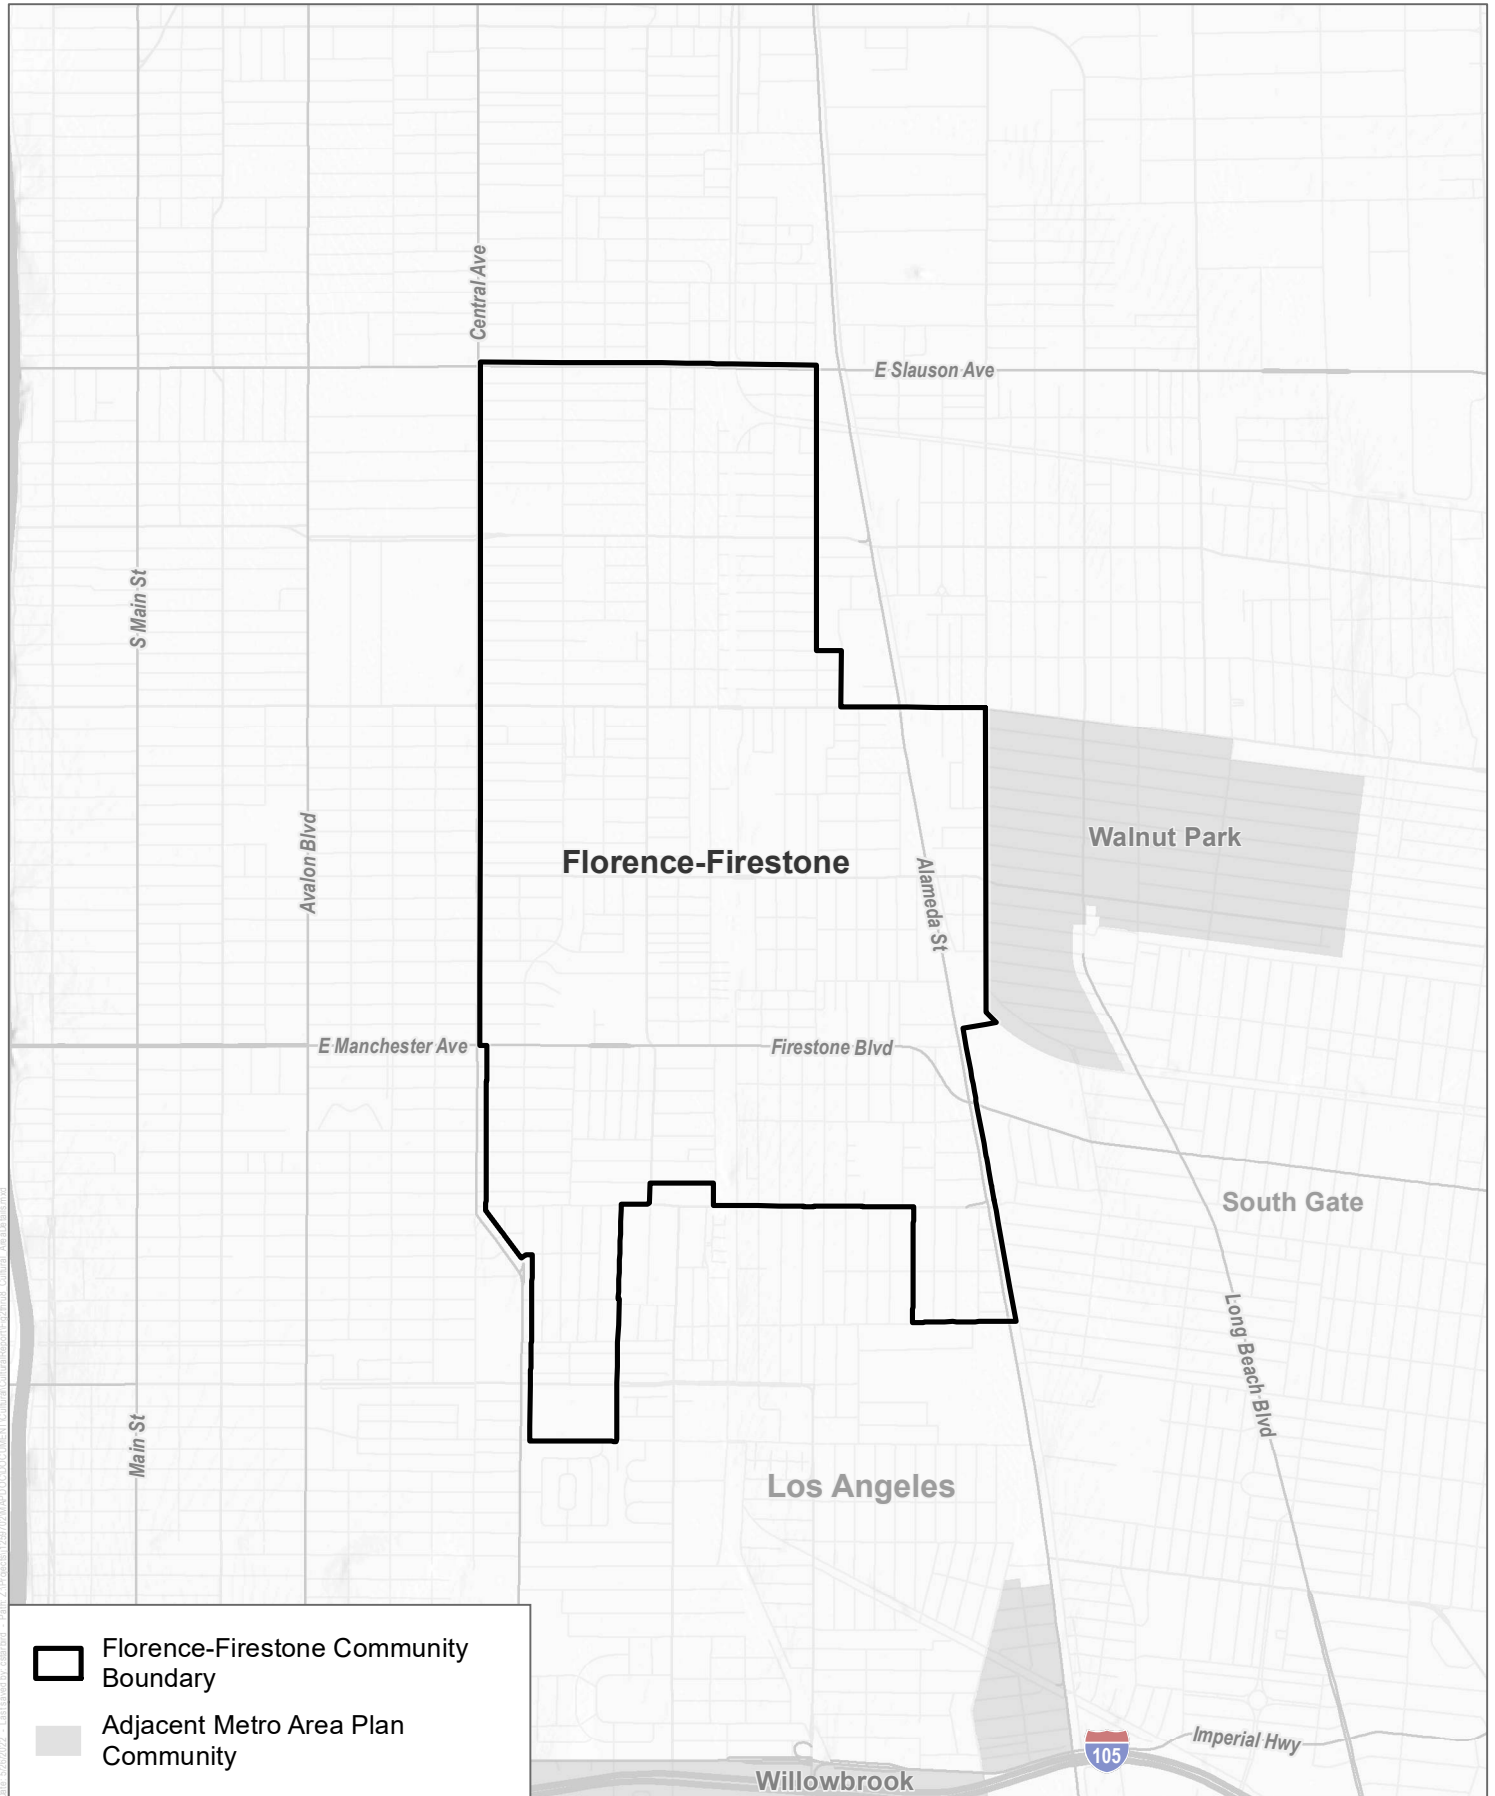 Central Ave
E Slauson Ave
S Main St
Avalon Blvd
Walnut Park
Florence-Firestone
Alameda St
E Manchester Ave
Firestone Blvd
South Gate
Long Beach Blvd
Main St
Los Angeles
Florence-Firestone Community
Boundary
Adjacent Metro Area Plan
Community
Imperial Hwy
105
Willowbrook